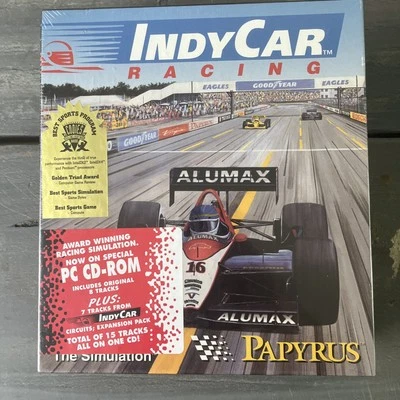 INDYCAR™
RACING
EAGLES
GOODYEAR
EAGLES
GOODYEAR
BEST SPORTS PROGRAM
Golden Triad Award
Best Sports Simulation
Best Sports Game
ALUMAX
16
AWARD WINNING
RACING SIMULATION.
NOW ON SPECIAL
PC CD-ROM
INCLUDES ORIGINAL
8 TRACKS
PLUS:
7 TRACKS FROM
INDYCAR
CIRCUITS; EXPANSION PACK
TOTAL OF 15 TRACKS
ALL ON ONE CD!
ALUMAX
The Simulation
PAPYRUS